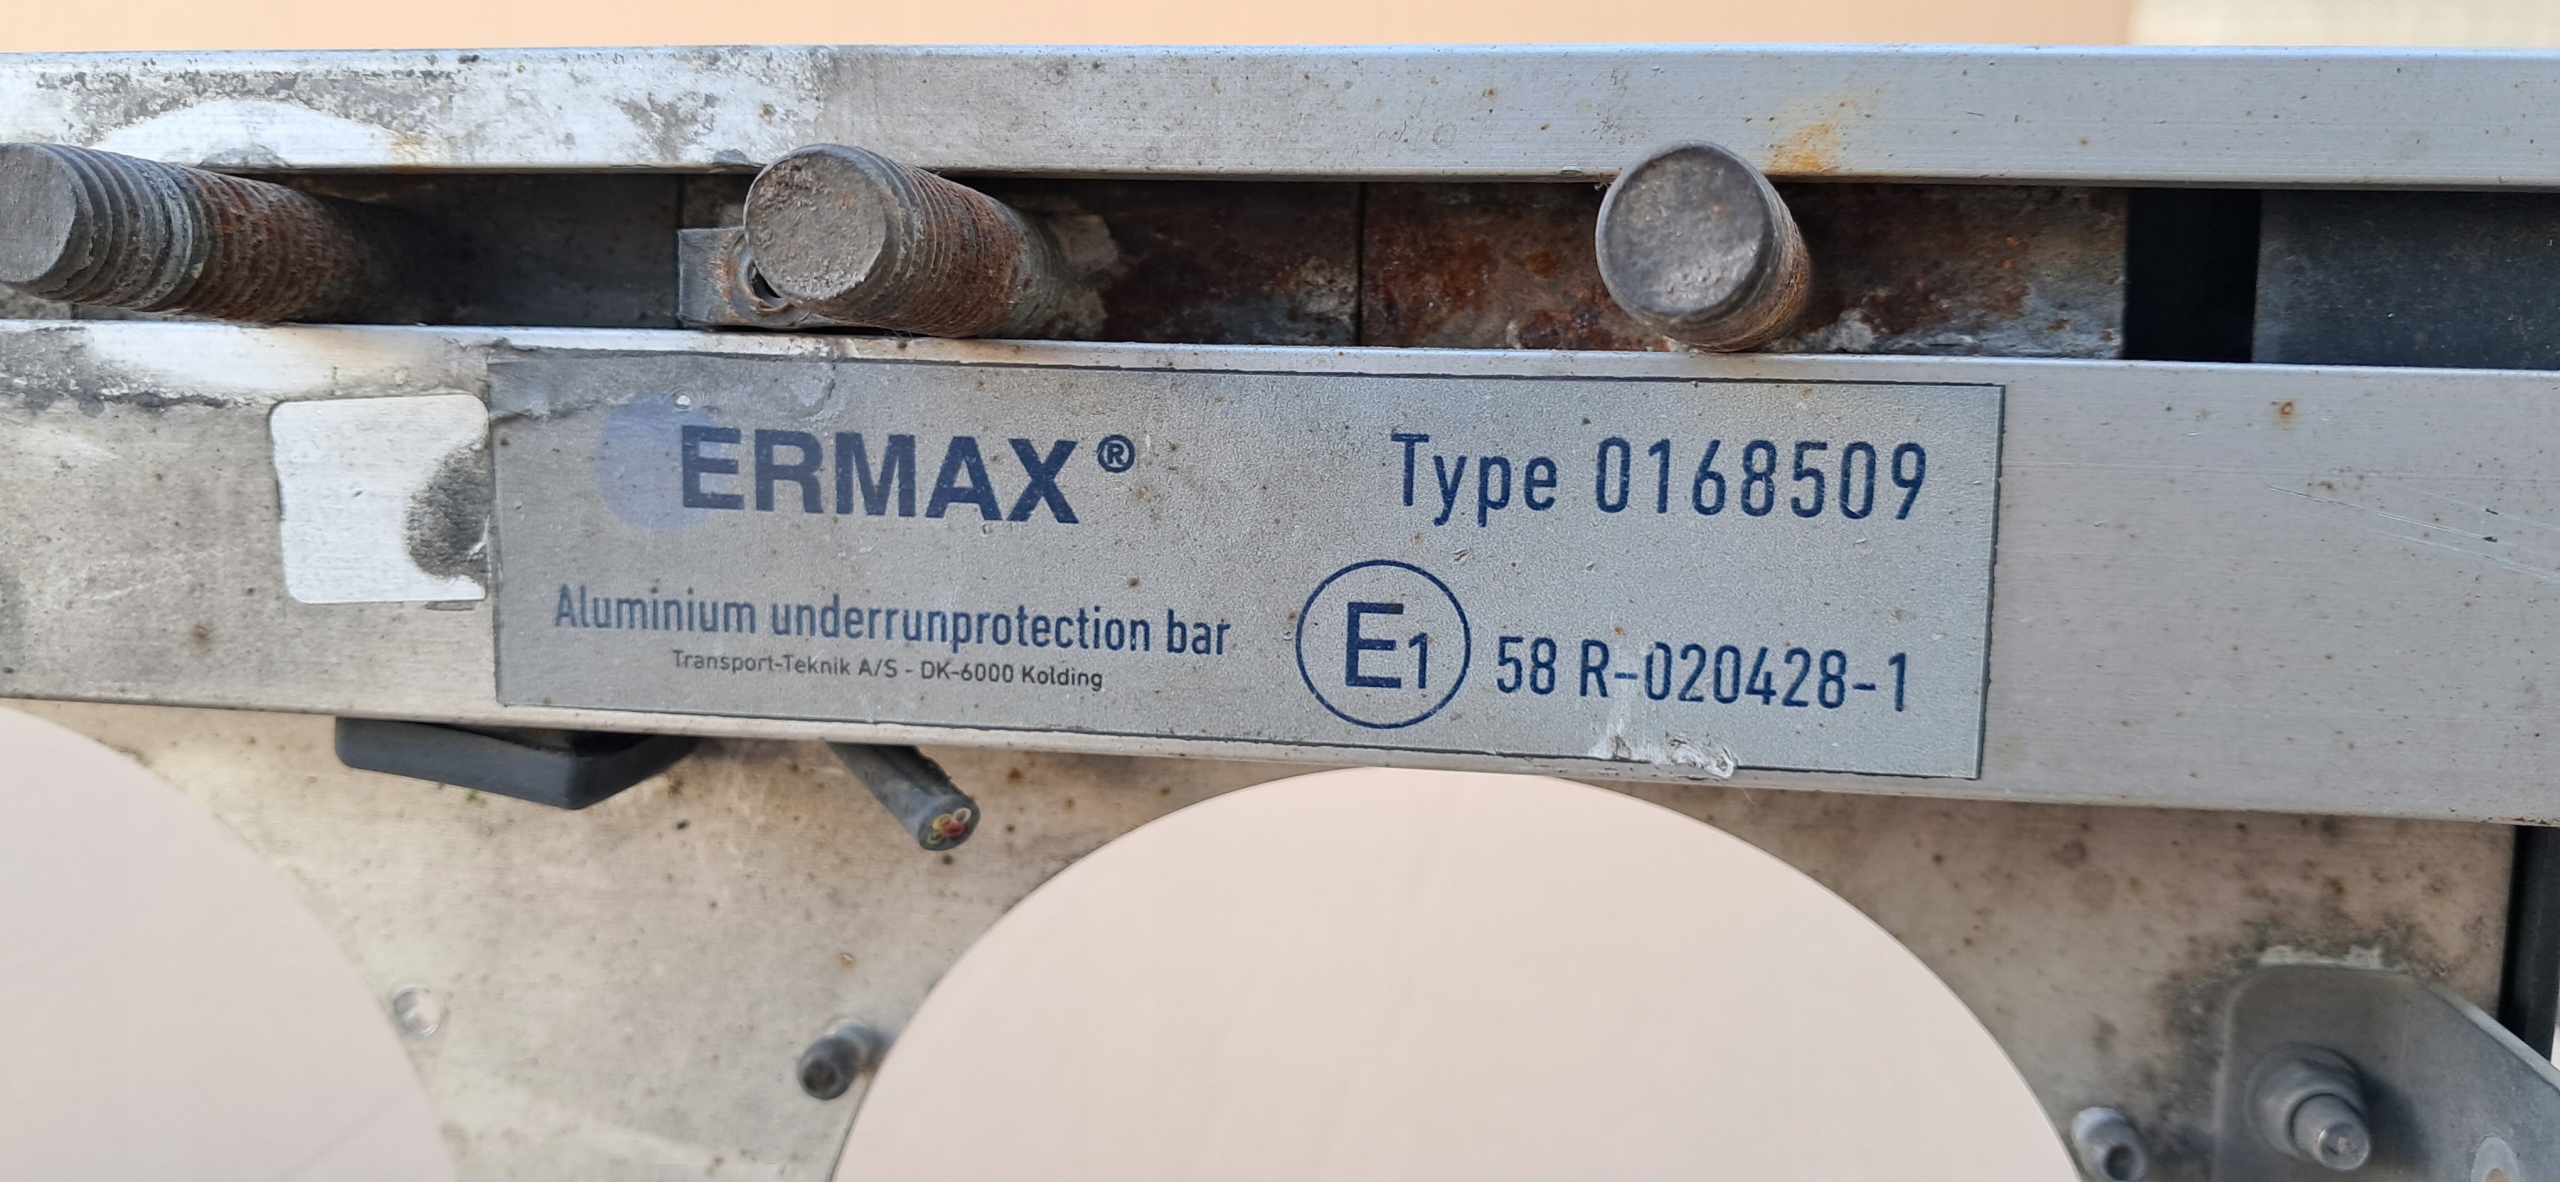 ERMAX®
Type 0168509
Aluminium underrunprotection bar
Transport-Teknik A/S - DK-6000 Kolding
E1 58 R-020428-1